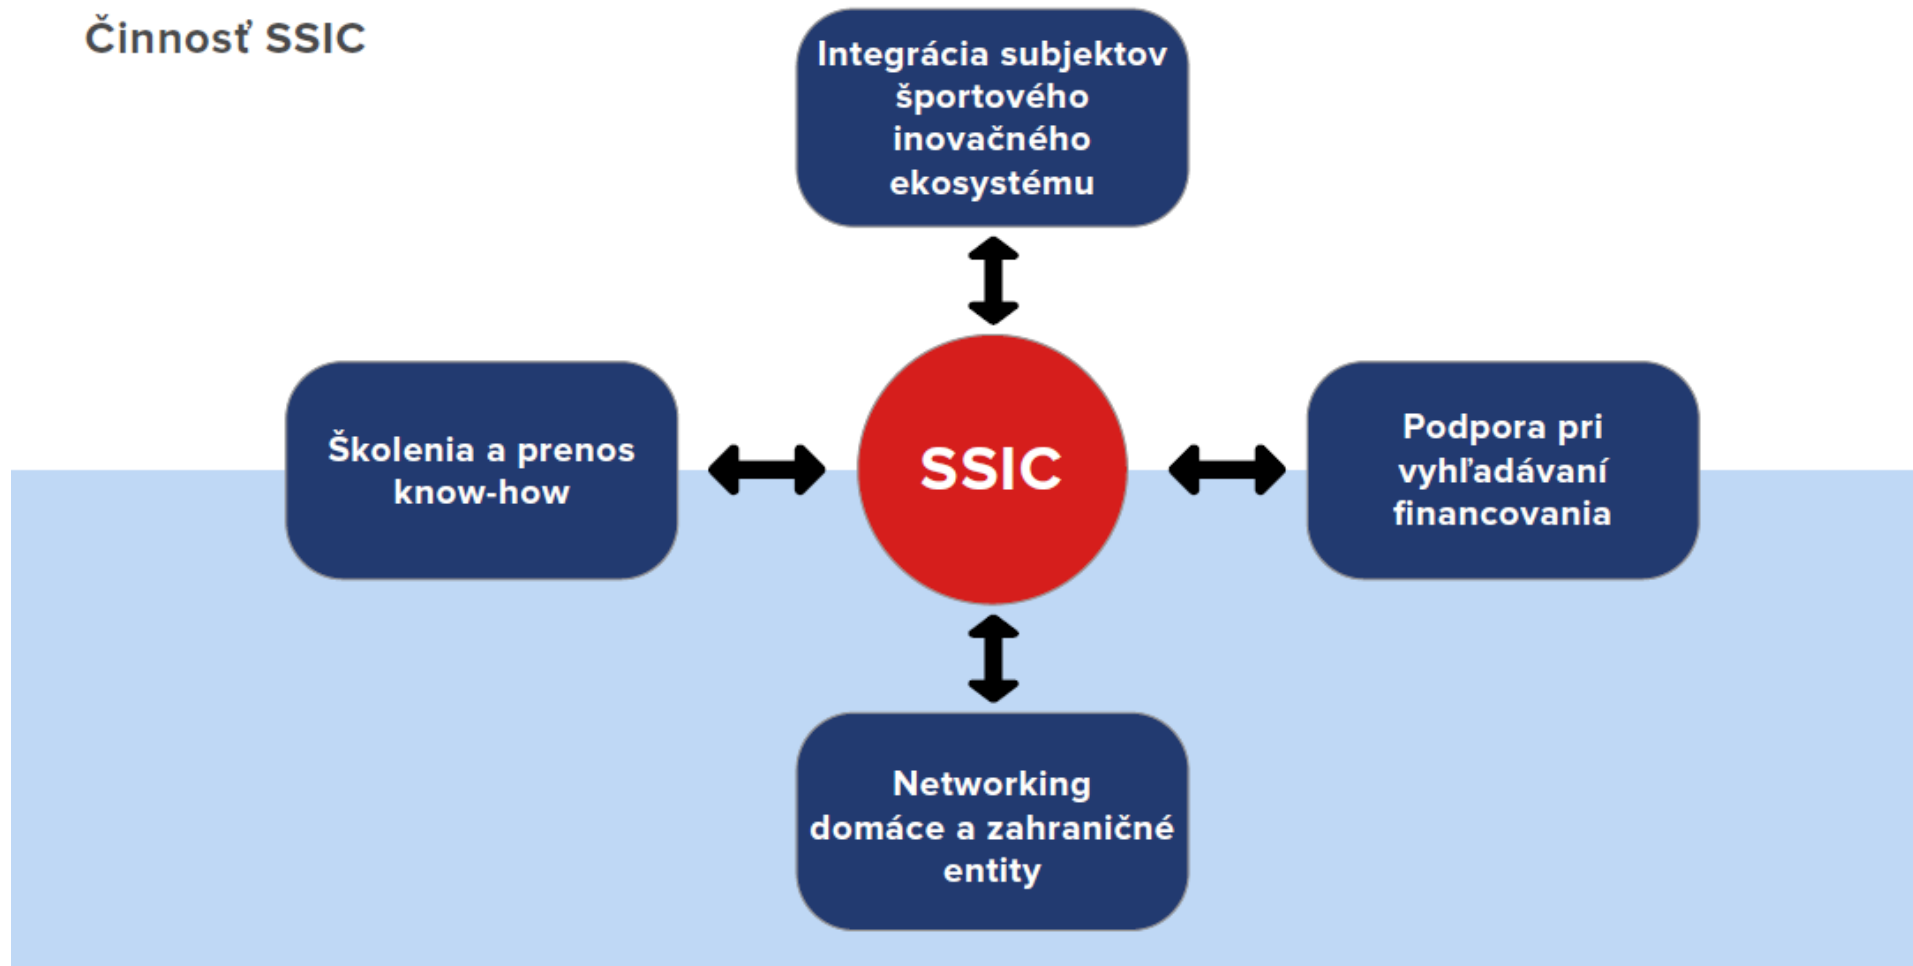 Činnosť SSIC
Integrácia subjektov
športového
inovačného
ekosystému
Školenia a prenos
know-how
SSIC
Podpora pri
vyhľadávaní
financovania
Networking
domáce a zahraničné
entity